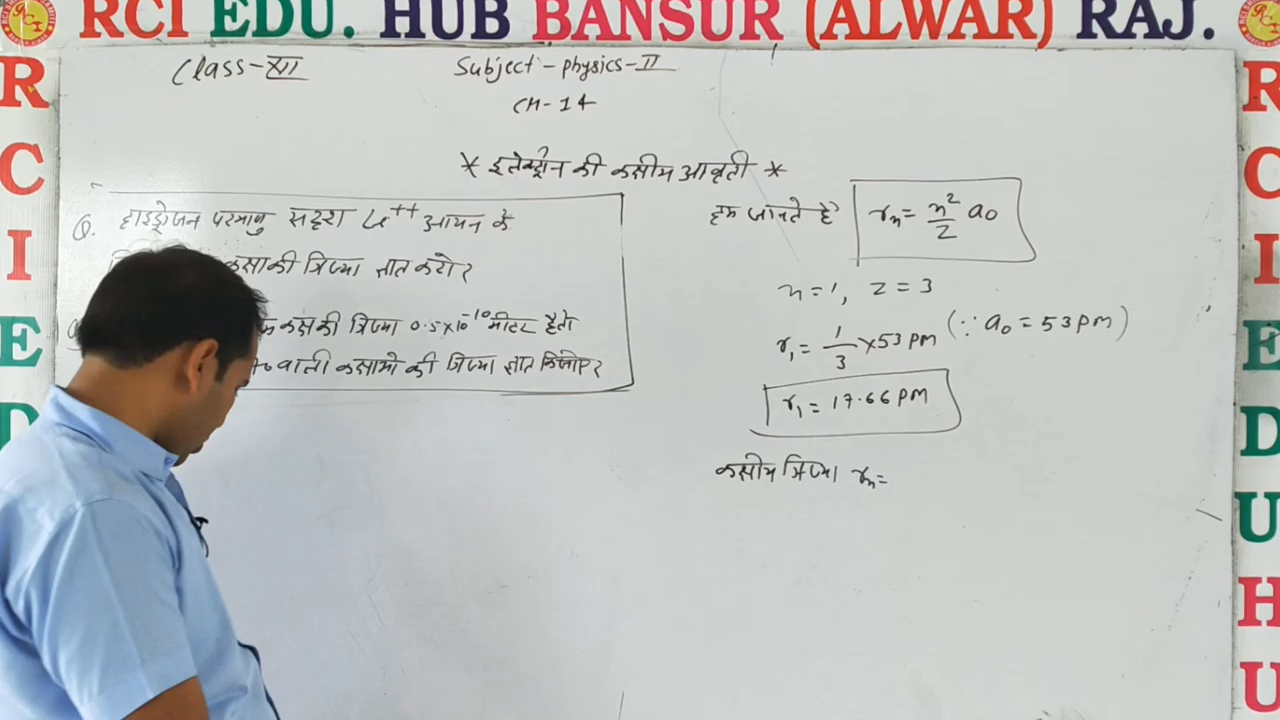 RCI EDU. HUB BANSUR (ALWAR) RAJ.
R
C
I
E
D
R
C
I
E
D
U
H
U
Class-XII
Subject - physics-II
CH-14
* इलेक्ट्रॉन की कक्षीय आवृती *
Q. हाइड्रोजन परमाणु सदृश Li⁺⁺ आयन के
कक्षा की त्रिज्या ज्ञात करो?
कक्ष की त्रिज्या 0.5×10⁻¹⁰ मीटर है तो
वाली कक्षाओ की त्रिज्या ज्ञात किजीए?
हम जानते है rₙ = n²/Z a₀
n=1, Z=3
r₁ = 1/3 ×53 PM (∵ a₀ = 53 PM)
r₁ = 17.66 PM
कक्षीय त्रिज्या rₙ=